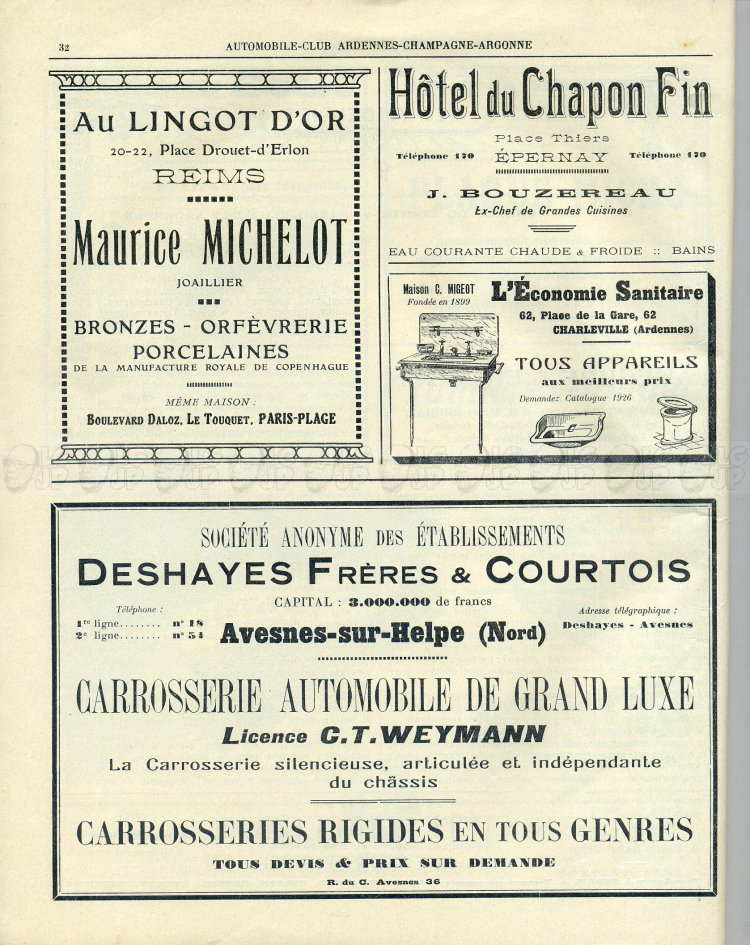 32
AUTOMOBILE-CLUB ARDENNES-CHAMPAGNE-ARGONNE
AU LINGOT D'OR
20-22, Place Drouet-d'Erlon
REIMS
Maurice MICHELOT
JOAILLIER
BRONZES - ORFÈVRERIE
PORCELAINES
DE LA MANUFACTURE ROYALE DE COPENHAGUE
MÊME MAISON :
BOULEVARD DALOZ, LE TOUQUET, PARIS-PLAGE
Hôtel du Chapon Fin
Place Thiers
Téléphone 170 ÉPERNAY Téléphone 170
J. BOUZEREAU
Ex-Chef de Grandes Cuisines
EAU COURANTE CHAUDE & FROIDE :: BAINS
Maison C. MIGEOT
Fondée en 1899
L'Économie Sanitaire
62, Place de la Gare, 62
CHARLEVILLE (Ardennes)
TOUS APPAREILS
aux meilleurs prix
Demandez Catalogue 1926
SOCIÉTÉ ANONYME DES ÉTABLISSEMENTS
DESHAYES FRÈRES & COURTOIS
CAPITAL : 3.000.000 de francs
Téléphone :
1re ligne........ n° 18
2e ligne........ n° 54
Avesnes-sur-Helpe (Nord)
Adresse télégraphique :
Deshayes - Avesnes
CARROSSERIE AUTOMOBILE DE GRAND LUXE
Licence C.T.WEYMANN
La Carrosserie silencieuse, articulée et indépendante
du châssis
CARROSSERIES RIGIDES EN TOUS GENRES
TOUS DEVIS & PRIX SUR DEMANDE
R. du C. Avesnes 36